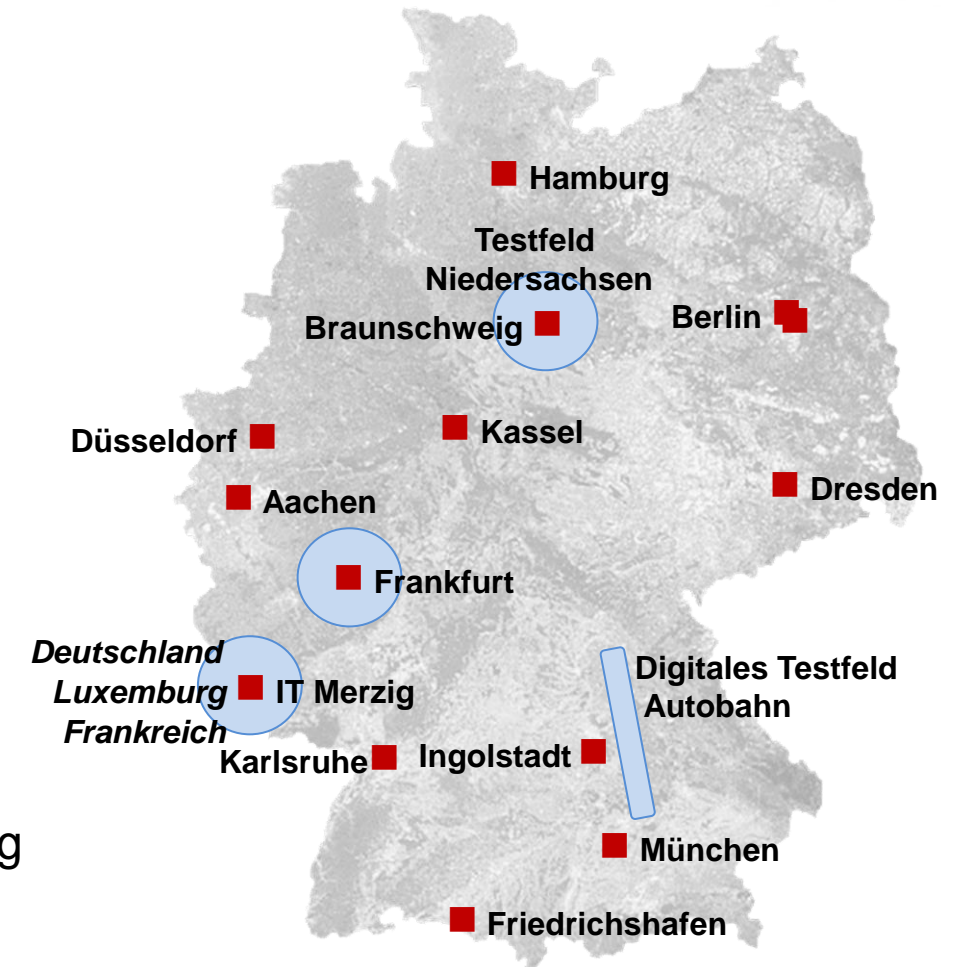 Hamburg
Testfeld
Niedersachsen
Berlin
Braunschweig
Kassel
Düsseldorf
Dresden
Aachen
Frankfurt
Deutschland
Luxemburg
Frankreich
IT Merzig
Digitales Testfeld
Autobahn
Karlsruhe
Ingolstadt
g
München
Friedrichshafen